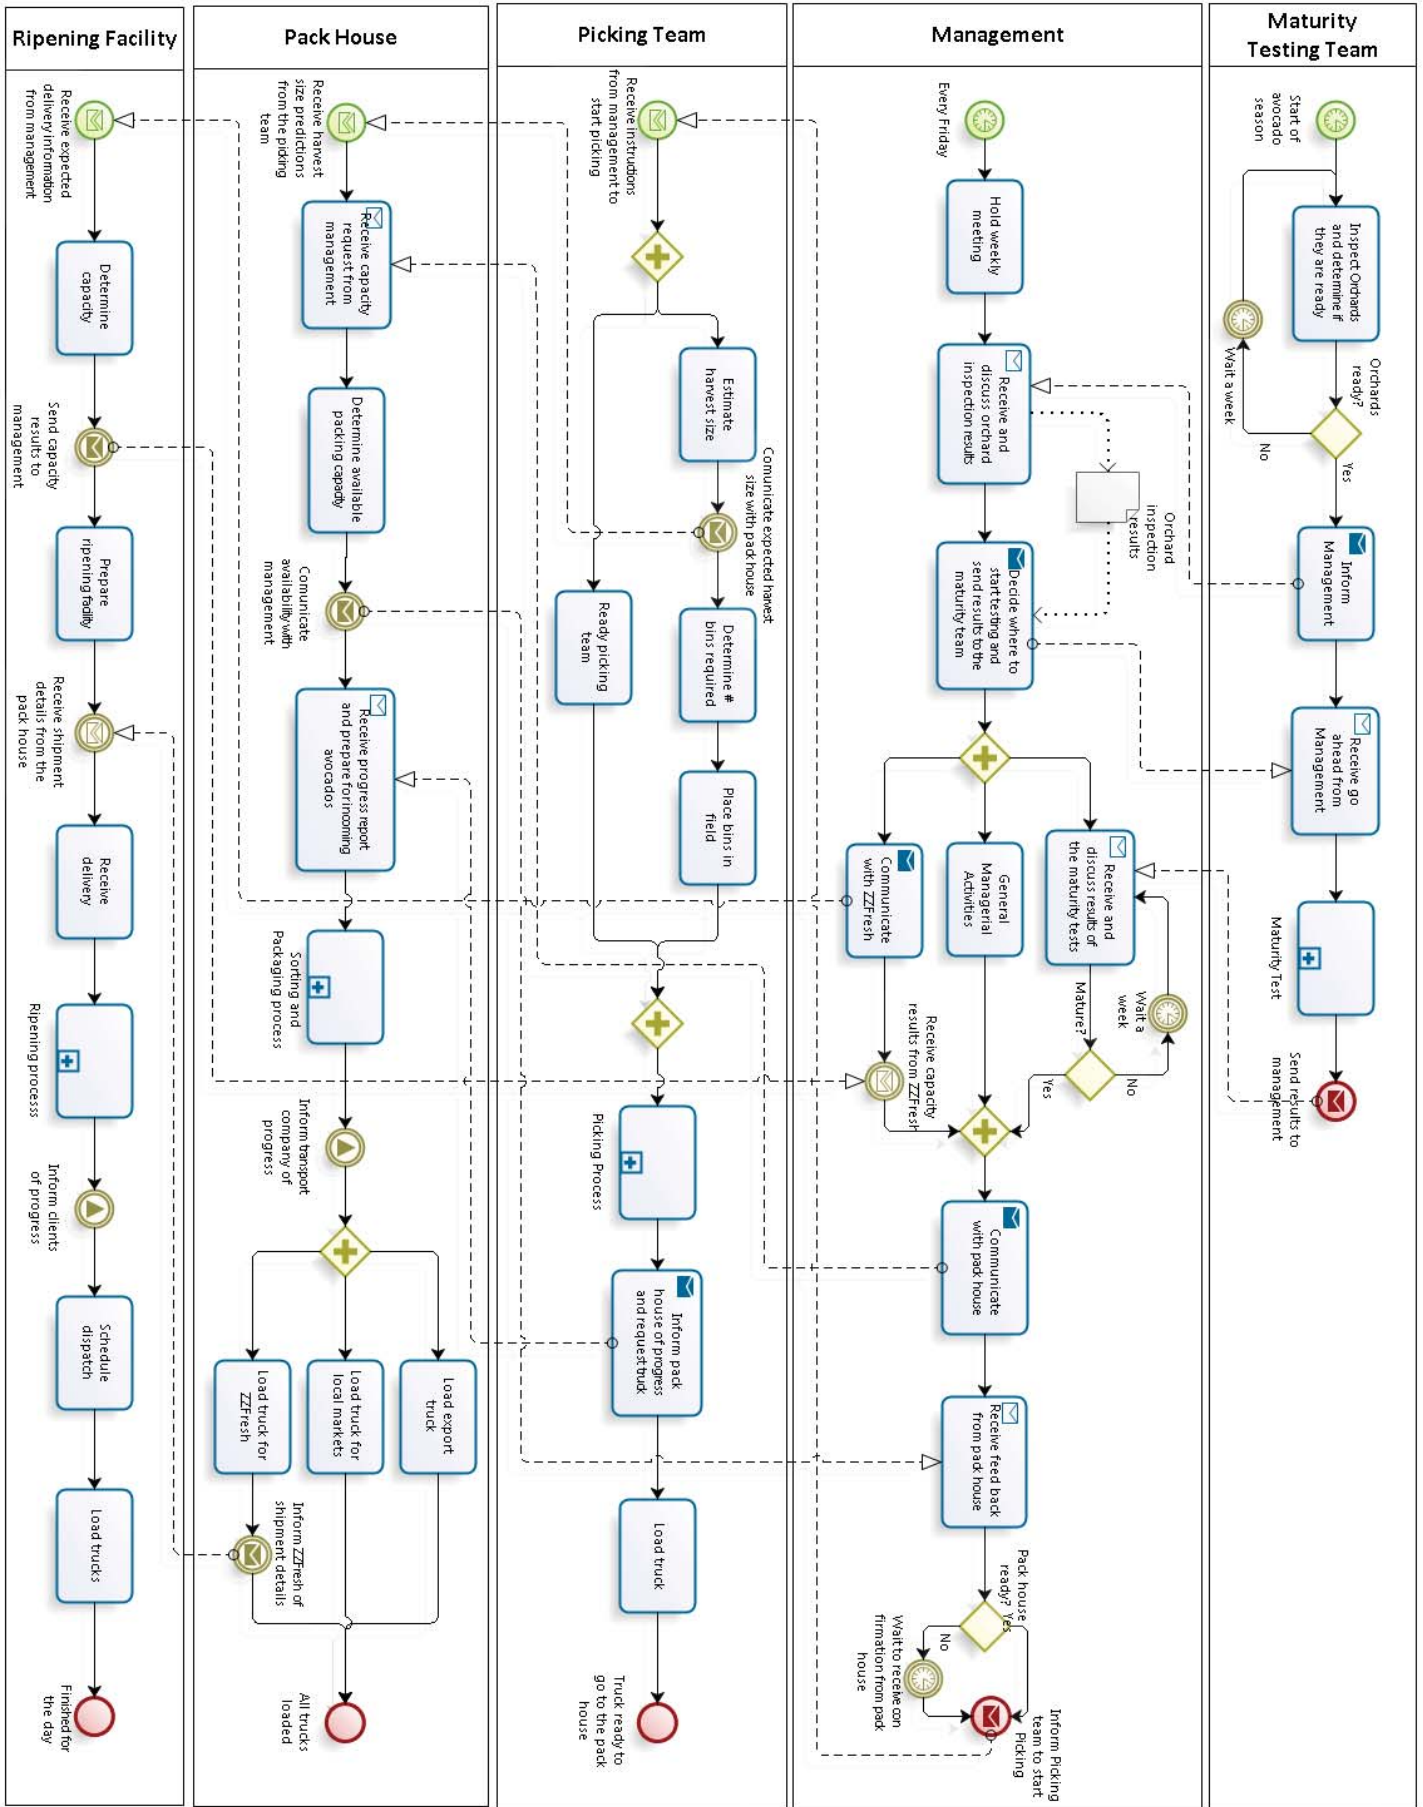 Ripening Facility
Pack House
Picking Team
Management
Maturity
Testing Team
Receive expected
delivery information
from management
Determine
capacity
Send capacity
results to
management
Prepare
ripening facility
Receive shipment
details from the
pack house
Receive
delivery
Ripening processs
Inform clients
of progress
Schedule
dispatch
Load trucks
Finished for
the day
Receive harvest
size predictions
from the picking
team
Receive capacity
request from
management
Determine available
packing capacity
Comunicate
availability with
management
Receive progress report
and prepare for incoming
avocados
Sorting and
Packaging process
Inform transport
company of
progress
Load export
truck
Load truck for
local markets
Load truck for
ZZFresh
Inform ZZFresh of
shipment details
All trucks
loaded
Receive instructions
from management to
start picking
Estimate
harvest size
Comunicate expected harvest
size with pack house
Determine #
bins required
Place bins in
field
Ready picking
team
Picking Process
Inform pack
house of progress
and request truck
Load truck
Truck ready to
go to the pack
house
Every Friday
Hold weekly
meeting
Receive and
discuss orchard
inspection results
Orchard
inspection
results
Decide where to
start testing and
send results to the
maturity team
Receive and
discuss results of
the maturity tests
General
Managerial
Activities
Communicate
with ZZFresh
Mature?
Wait a
week
No
Yes
Receive capacity
results from ZZFresh
Communicate
with pack house
Receive feed back
from pack house
Pack house
ready?
Yes
No
Wait to receive con
firmation from pack
house
Inform Picking
team to start
Picking
Start of
avocado
season
Inspect Orchards
and determine if
they are ready
Orchards
ready?
Wait a week
No
Yes
Inform
Management
Receive go
ahead from
Management
Maturity Test
Send results to
management